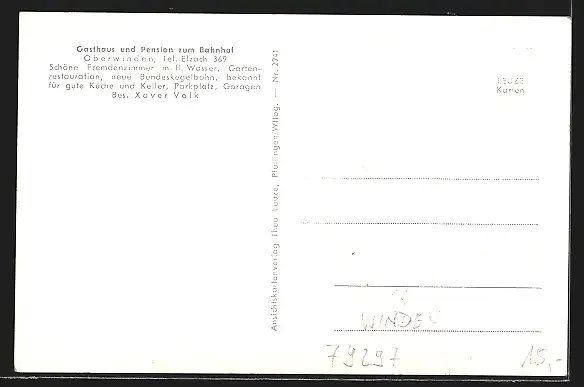 Gasthaus und Pension zum Bahnhof
Oberwinden, Tel. Elzach 369
Schöne Fremdenzimmer m. fl. Wasser, Garten-
restauration, neue Bundeskegelbahn, bekannt
für gute Küche und Keller, Parkplatz, Garagen
Bes. Xaver Volk
Ansichtskartenverlag Theo Leuze, Pfullingen/Wttbg. — Nr. 2941
LEUZE
Karten
WINDEN
79297
15,-